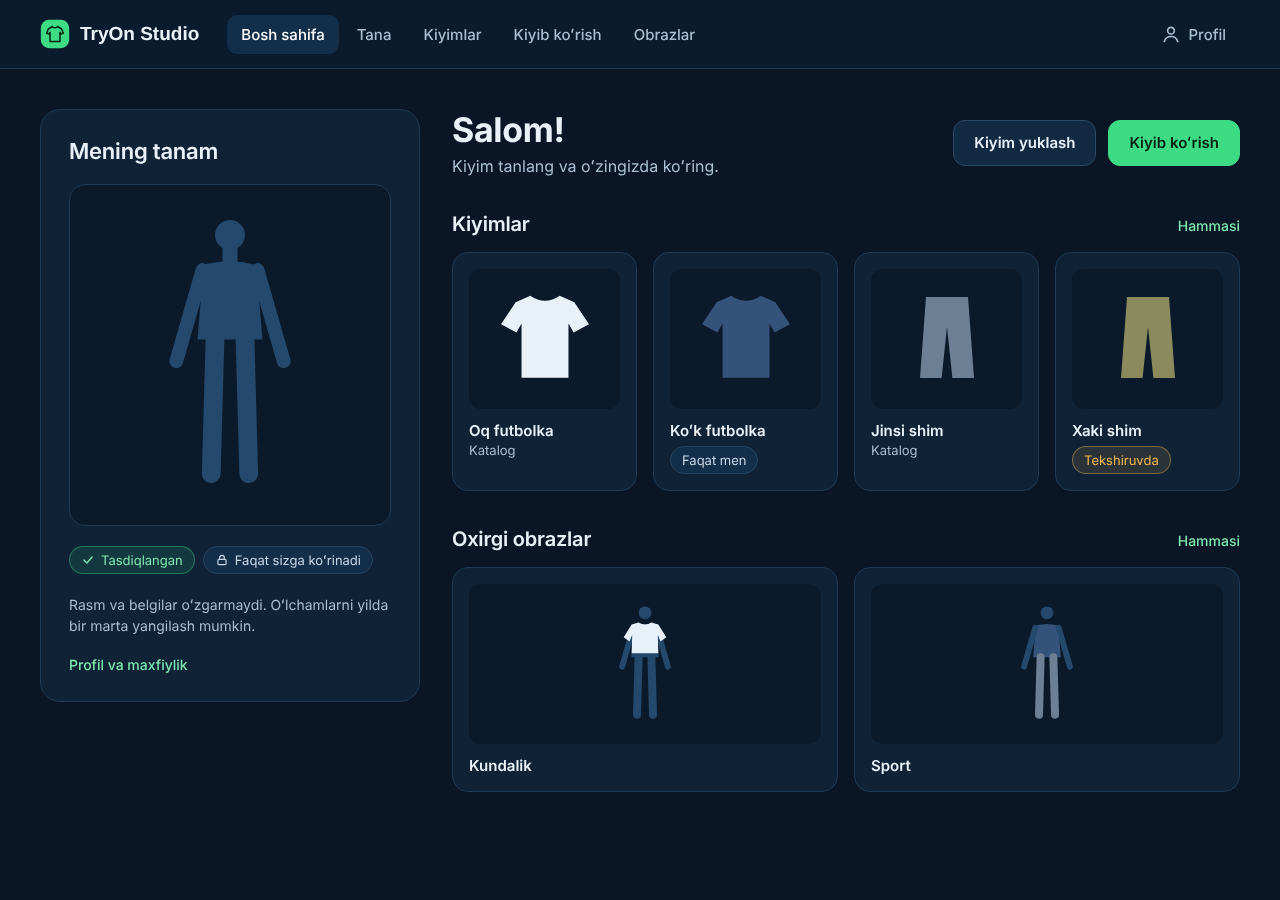 TryOn Studio
Bosh sahifa
Tana
Kiyimlar
Kiyib koʻrish
Obrazlar
Profil
Mening tanam
Tasdiqlangan
Faqat sizga koʻrinadi
Rasm va belgilar oʻzgarmaydi. Oʻlchamlarni yilda
bir marta yangilash mumkin.
Profil va maxfiylik
Salom!
Kiyim tanlang va oʻzingizda koʻring.
Kiyim yuklash
Kiyib koʻrish
Kiyimlar
Hammasi
Oq futbolka
Katalog
Koʻk futbolka
Faqat men
Jinsi shim
Katalog
Xaki shim
Tekshiruvda
Oxirgi obrazlar
Hammasi
Kundalik
Sport